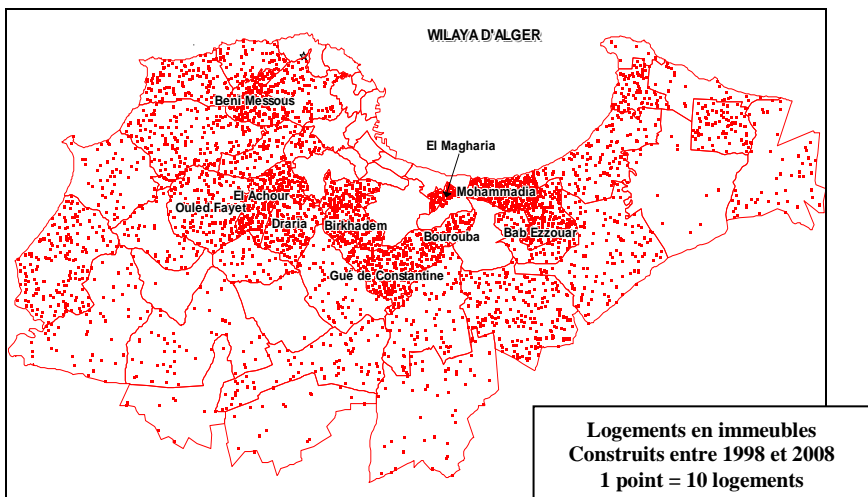 WILAYA D'ALGER
Beni Messous
El Magharia
Mohammadia
El Achour
Ouled Fayet
Draria
Birkhadem
Bab Ezzouar
Bourouba
Gué de Constantine
Logements en immeubles
Construits entre 1998 et 2008
1 point = 10 logements